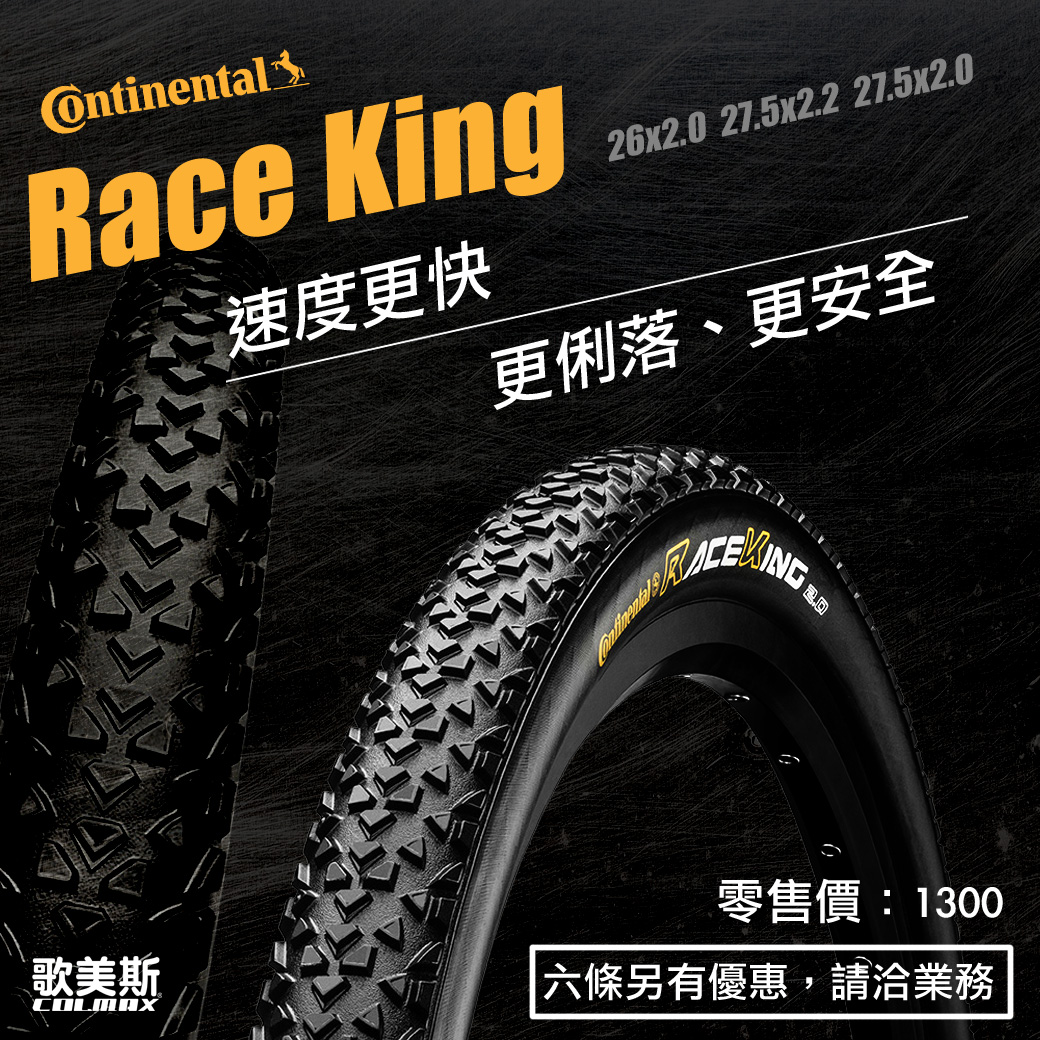 Continental
Race King
26x2.0 27.5x2.2 27.5x2.0
速度更快
更俐落、更安全
Continental RACE KING 2.0
零售價：1300
六條另有優惠，請洽業務
歌美斯
COLMAX®